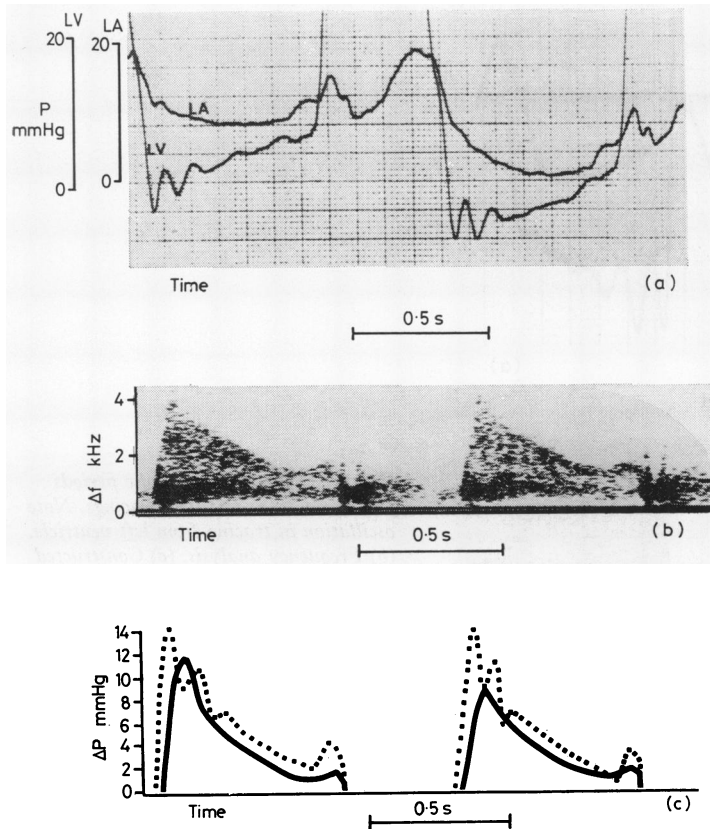 LV LA
20 20
P
mmHg
LA
LV
0 0
Time (a)
0·5 s
4
Δf kHz
2
0
Time (b)
0·5 s
14
12
10
ΔP mmHg
8
6
4
2
0
Time (c)
0·5 s